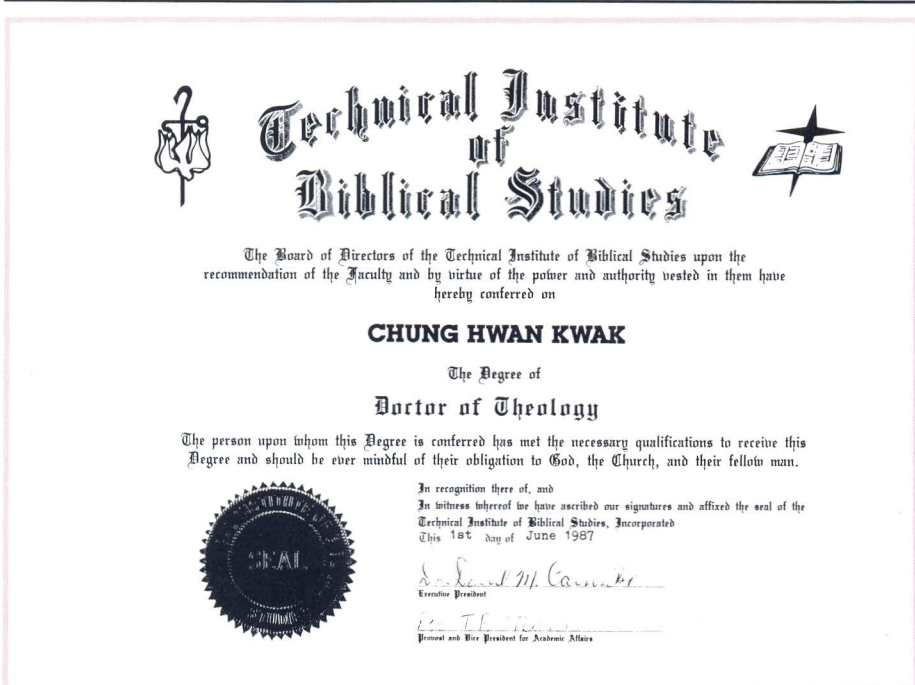 Technical Institute
of
Biblical Studies
The Board of Directors of the Technical Institute of Biblical Studies upon the
recommendation of the Faculty and by virtue of the power and authority vested in them have
hereby conferred on
CHUNG HWAN KWAK
The Degree of
Doctor of Theology
The person upon whom this Degree is conferred has met the necessary qualifications to receive this
Degree and should be ever mindful of their obligation to God, the Church, and their fellow man.
In recognition there of, and
In witness whereof we have ascribed our signatures and affixed the seal of the
Technical Institute of Biblical Studies, Incorporated
This 1st day of June 1987
SEAL
Executive President
Provost and Vice President for Academic Affairs